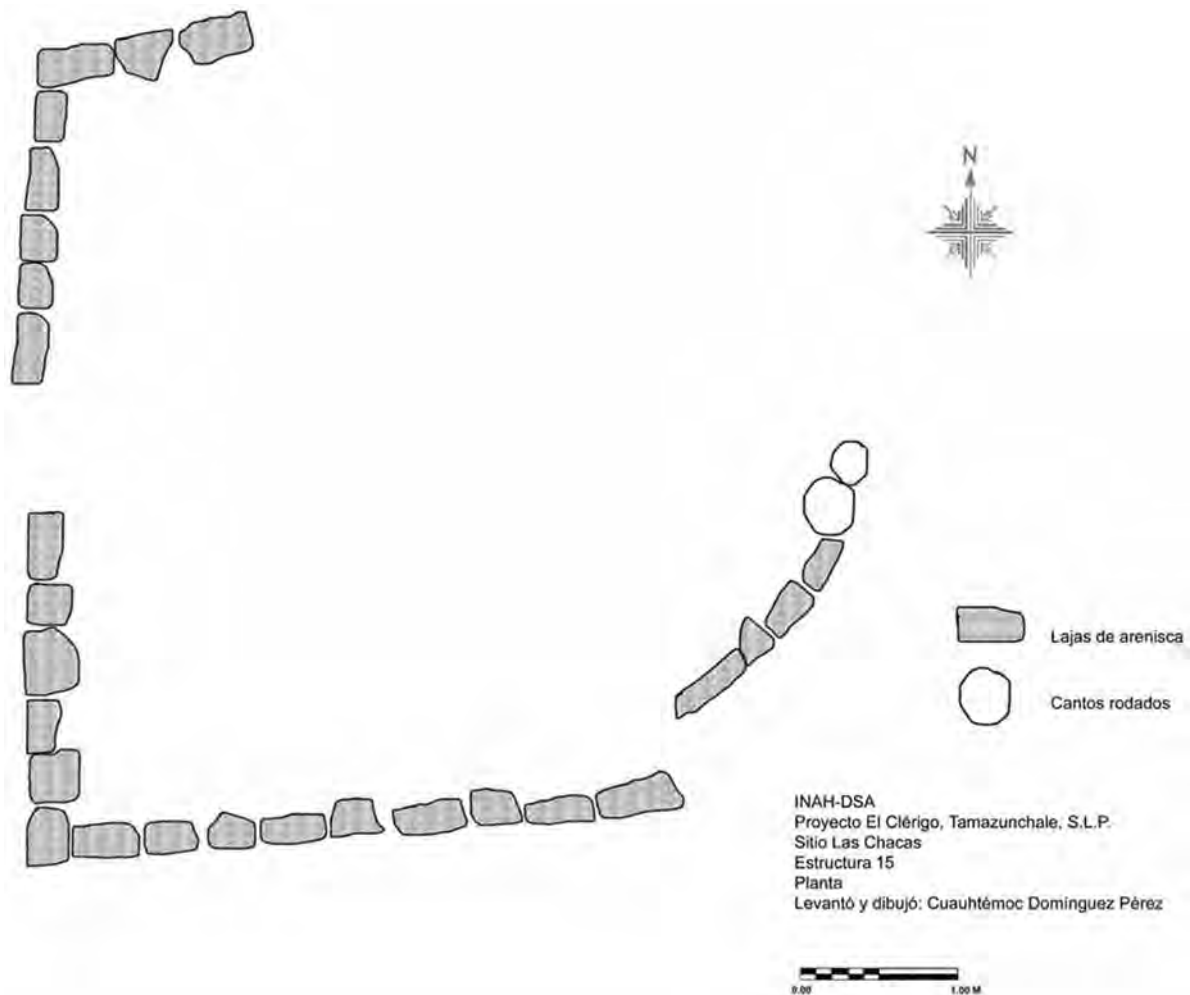 N
Lajas de arenisca
Cantos rodados
INAH-DSA
Proyecto El Clérigo, Tamazunchale, S.L.P.
Sitio Las Chacas
Estructura 15
Planta
Levantó y dibujó: Cuauhtémoc Domínguez Pérez
0.00 1.00 M